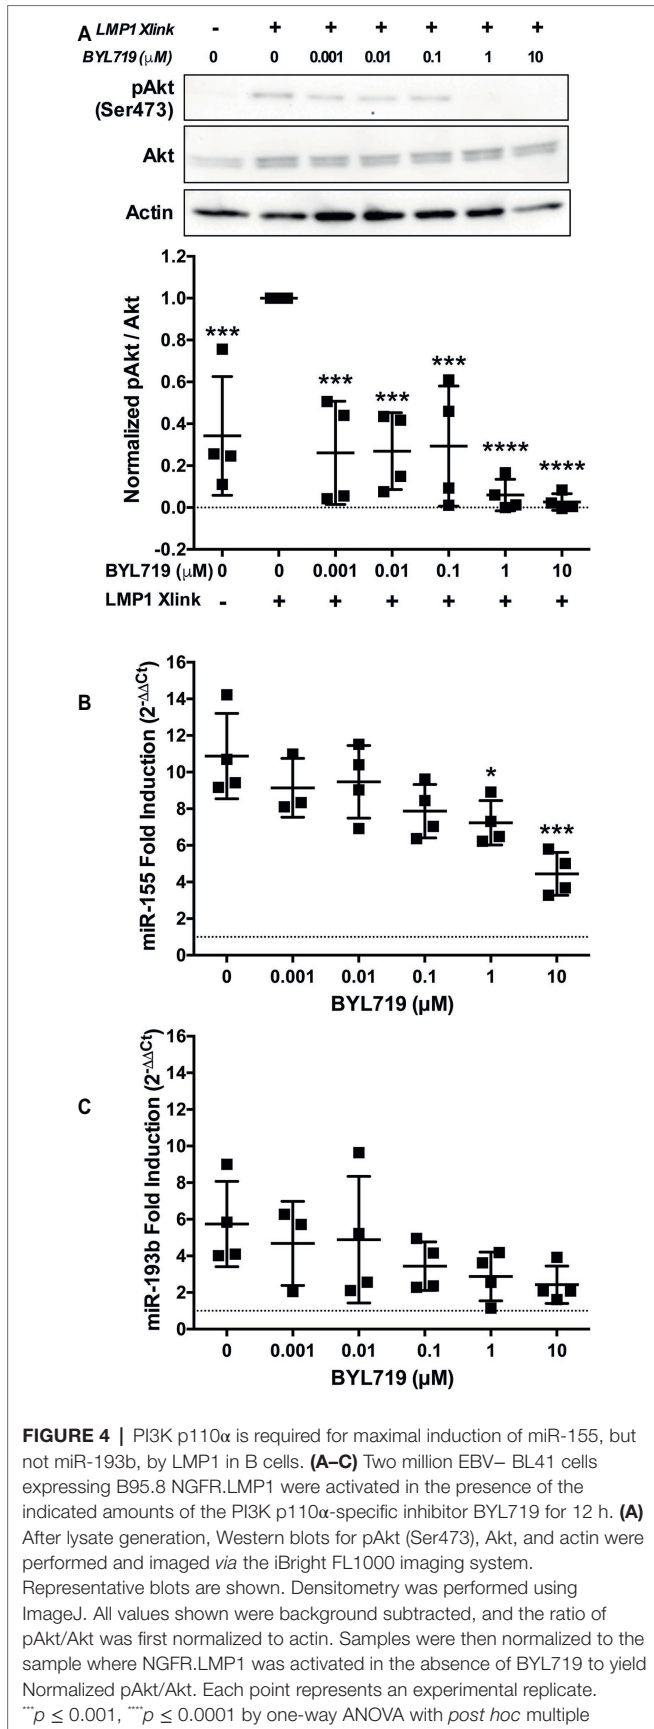 A LMP1 Xlink - + + + + + +
BYL719 (μM) 0 0 0.001 0.01 0.1 1 10
pAkt
(Ser473)
Akt
Actin
Normalized pAkt / Akt
1.2
1.0
0.8
0.6
0.4
0.2
0.0
-0.2
*** *** *** *** **** ****
BYL719 (μM) 0 0 0.001 0.01 0.1 1 10
LMP1 Xlink - + + + + + +
B
miR-155 Fold Induction (2-ΔΔCt)
16
14
12
10
8
6
4
2
0
* ***
0 0.001 0.01 0.1 1 10
BYL719 (μM)
C
miR-193b Fold Induction (2-ΔΔCt)
16
14
12
10
8
6
4
2
0
0 0.001 0.01 0.1 1 10
BYL719 (μM)
FIGURE 4 | PI3K p110α is required for maximal induction of miR-155, but
not miR-193b, by LMP1 in B cells. (A–C) Two million EBV− BL41 cells
expressing B95.8 NGFR.LMP1 were activated in the presence of the
indicated amounts of the PI3K p110α-specific inhibitor BYL719 for 12 h. (A)
After lysate generation, Western blots for pAkt (Ser473), Akt, and actin were
performed and imaged via the iBright FL1000 imaging system.
Representative blots are shown. Densitometry was performed using
ImageJ. All values shown were background subtracted, and the ratio of
pAkt/Akt was first normalized to actin. Samples were then normalized to the
sample where NGFR.LMP1 was activated in the absence of BYL719 to yield
Normalized pAkt/Akt. Each point represents an experimental replicate.
***p ≤ 0.001, ****p ≤ 0.0001 by one-way ANOVA with post hoc multiple